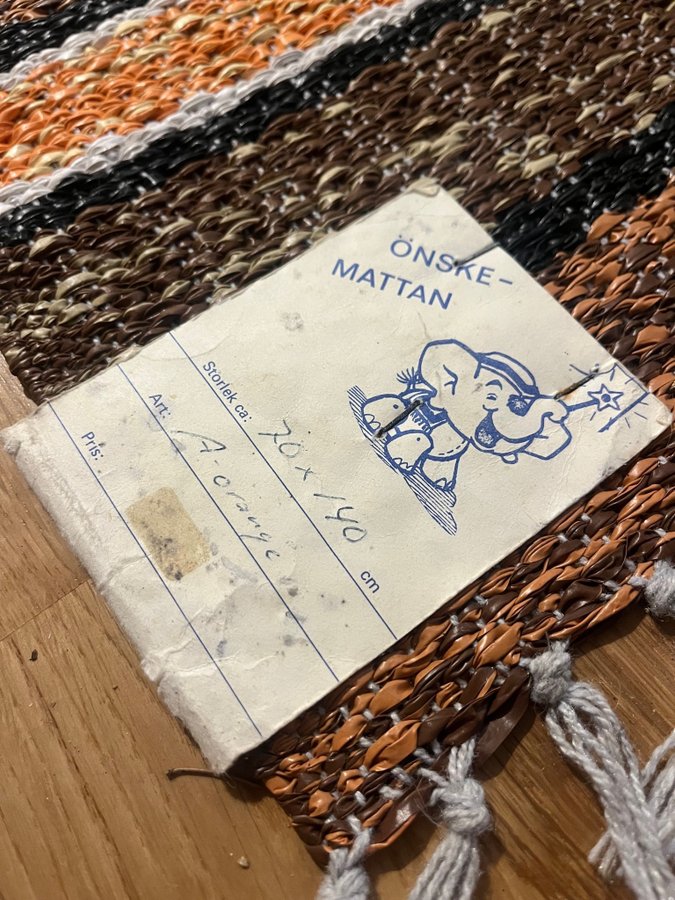 ÖNSKE-
MATTAN
Storlek ca: 70 x 140 cm
Art: A-orange
Pris: